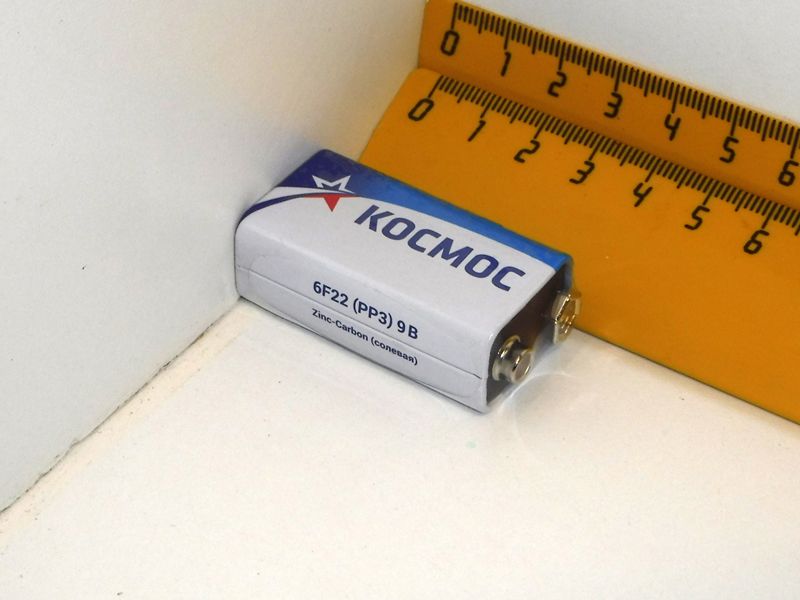 0 1 2 3 4 5 6
0 1 2 3 4 5 6
КОСМОС
6F22 (PP3) 9 В
Zinc-Carbon (солевая)